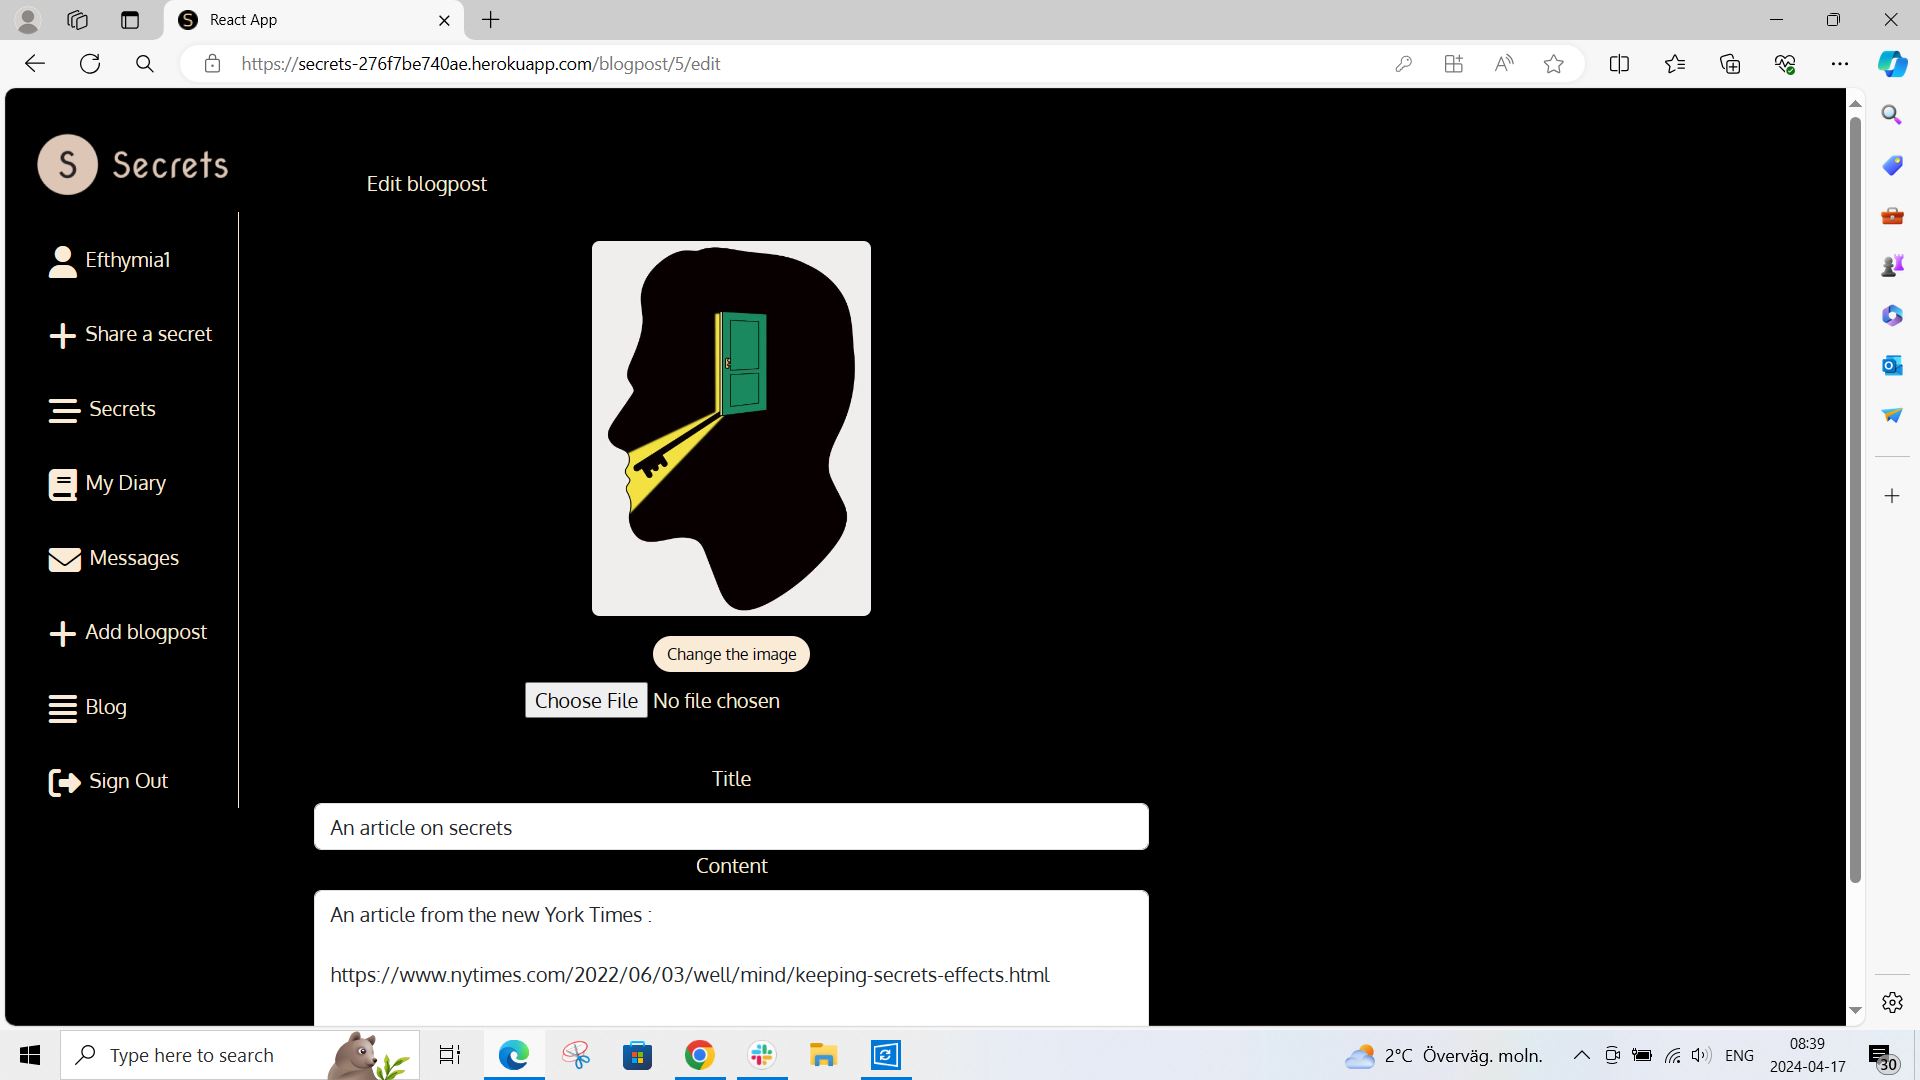 React App
https://secrets-276f7be740ae.herokuapp.com/blogpost/5/edit
S Secrets
Edit blogpost
Efthymia1
Share a secret
Secrets
My Diary
Messages
Add blogpost
Blog
Sign Out
Change the image
Choose File No file chosen
Title
An article on secrets
Content
An article from the new York Times :
https://www.nytimes.com/2022/06/03/well/mind/keeping-secrets-effects.html
Type here to search
2°C Överväg. moln.
ENG
08:39
2024-04-17
30